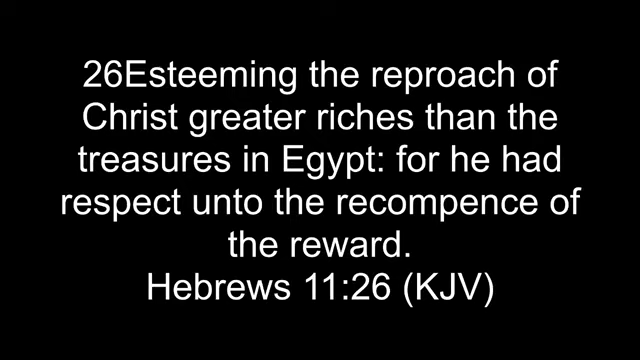 26Esteeming the reproach of
Christ greater riches than the
treasures in Egypt: for he had
respect unto the recompence of
the reward.
Hebrews 11:26 (KJV)